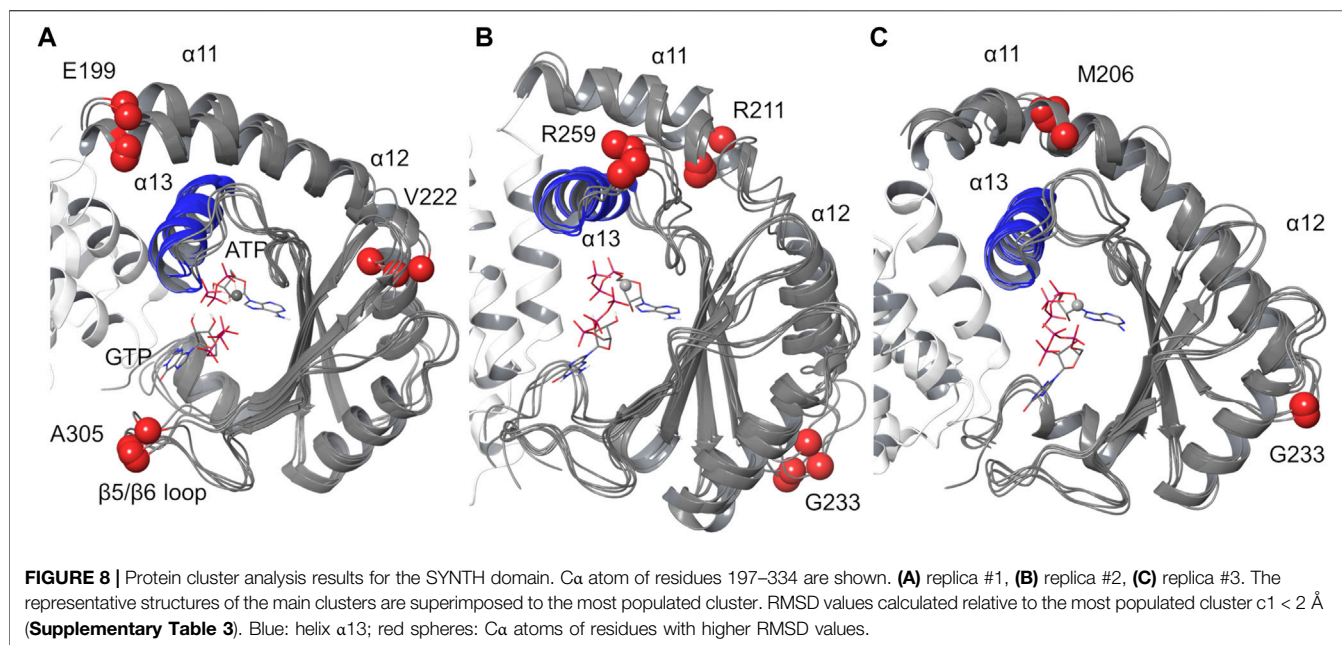 A
α11
E199
α13
α12
V222
ATP
GTP
A305
β5/β6 loop
B
α11
R211
R259
α12
α13
G233
C
α11
M206
α13
α12
G233
FIGURE 8 | Protein cluster analysis results for the SYNTH domain. Cα atom of residues 197–334 are shown. (A) replica #1, (B) replica #2, (C) replica #3. The
representative structures of the main clusters are superimposed to the most populated cluster. RMSD values calculated relative to the most populated cluster c1 < 2 Å
(Supplementary Table 3). Blue: helix α13; red spheres: Cα atoms of residues with higher RMSD values.